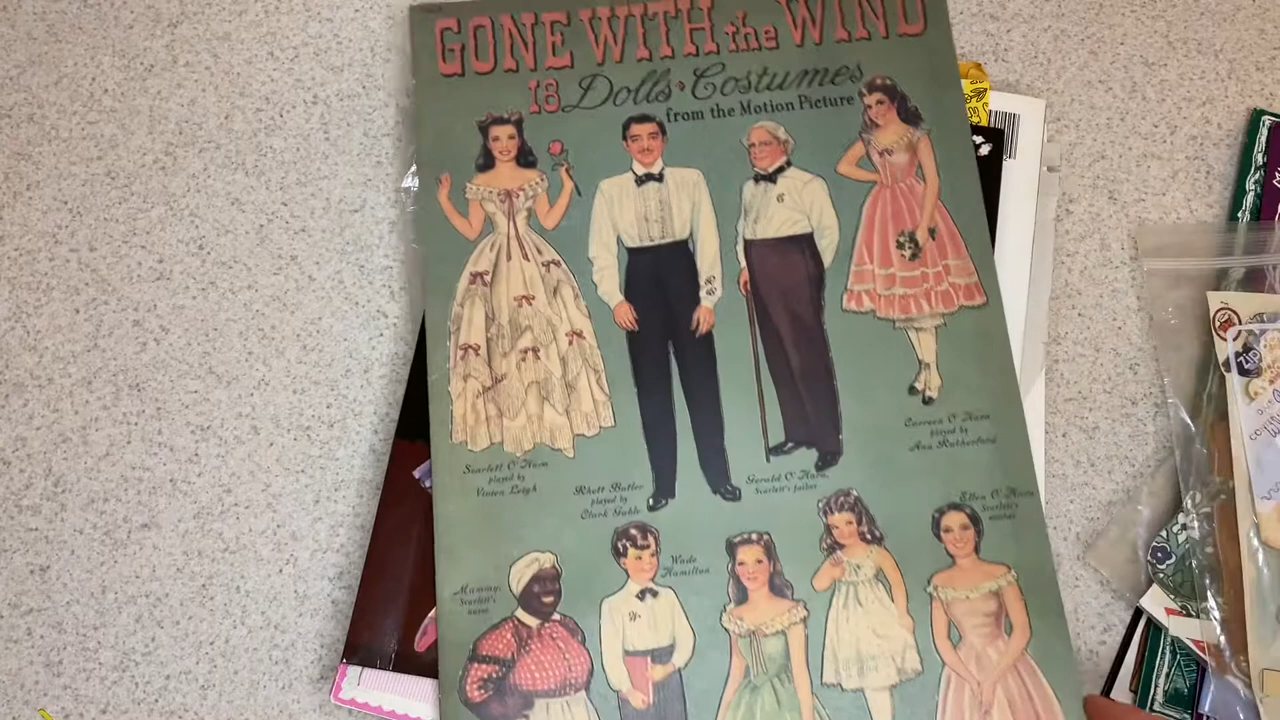 GONE WITH the WIND
18 Dolls • Costumes
from the Motion Picture
Scarlett O'Hara
played by
Vivien Leigh
Rhett Butler
played by
Clark Gable
Gerald O'Hara,
Scarlett's father
Carreen O'Hara
played by
Ann Rutherford
Mammy,
Scarlett's
nurse
Wade
Hamilton
Ellen O'Hara
Scarlett's
mother
Zip